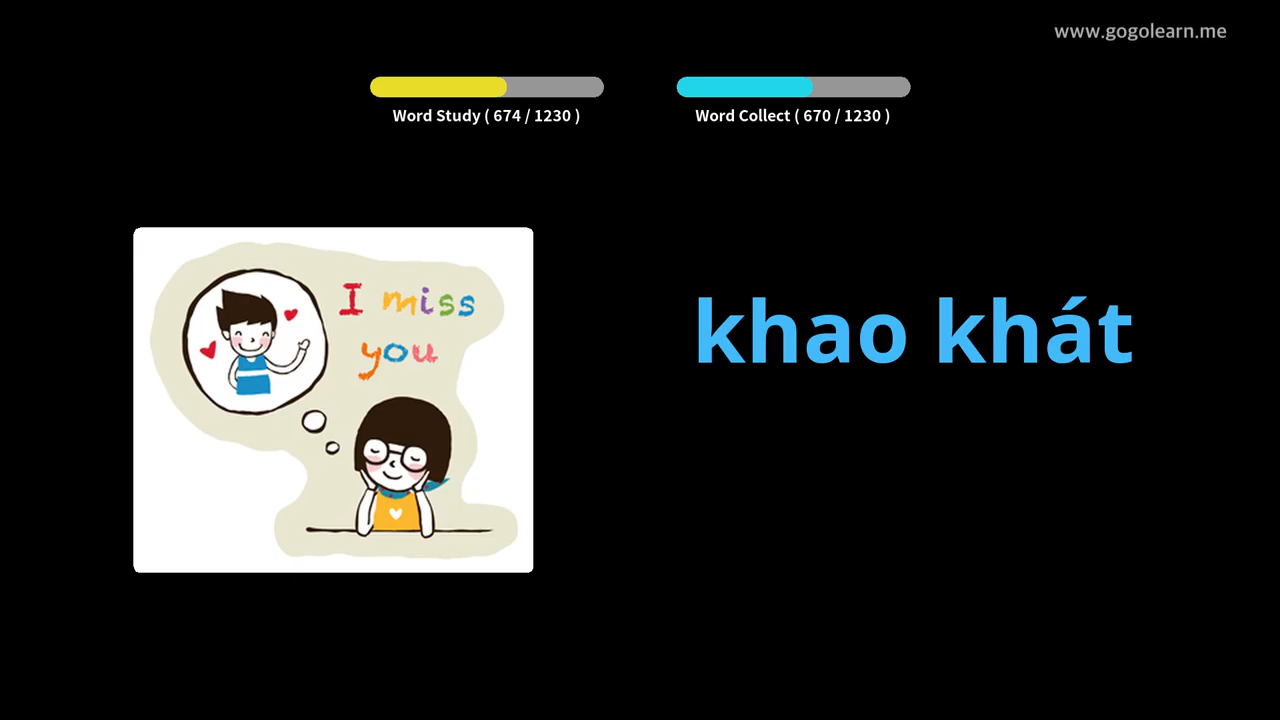 www.gogolearn.me
Word Study ( 674 / 1230 )
Word Collect ( 670 / 1230 )
I miss
you
khao khát